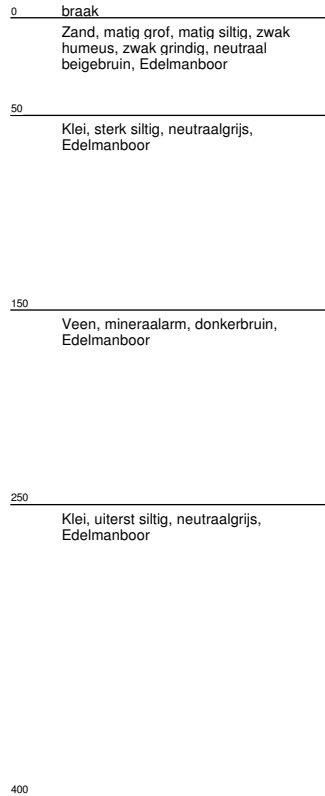 0 braak
Zand, matig grof, matig siltig, zwak
humeus, zwak grindig, neutraal
beigebruin, Edelmanboor
50
Klei, sterk siltig, neutraalgrijs,
Edelmanboor
150
Veen, mineraalarm, donkerbruin,
Edelmanboor
250
Klei, uiterst siltig, neutraalgrijs,
Edelmanboor
400